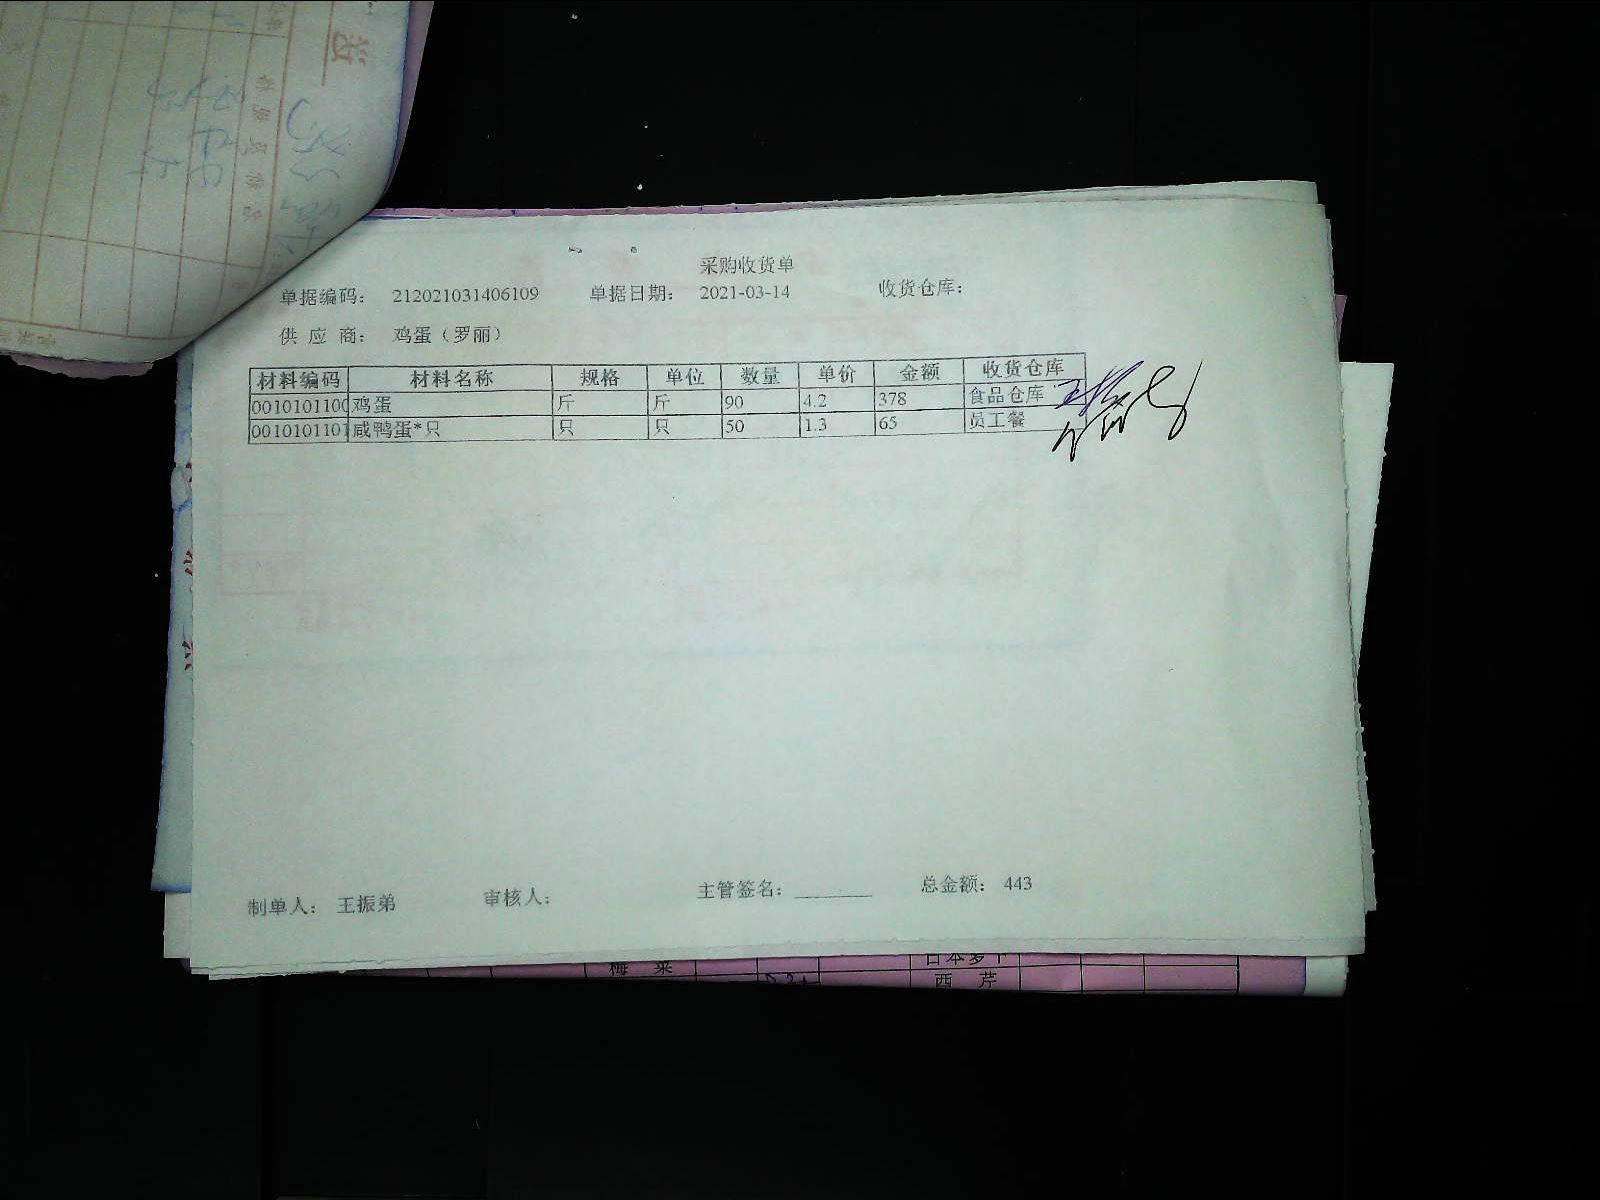 采购收货单
单据编码： 212021031406109 单据日期： 2021-03-14 收货仓库：
供 应 商： 鸡蛋（罗丽）
材料编码 材料名称 规格 单位 数量 单价 金额 收货仓库
0010101100 鸡蛋 斤 斤 90 4.2 378 食品仓库
0010101101 咸鸭蛋*只 只 只 50 1.3 65 员工餐
制单人： 王振弟 审核人： 主管签名： 总金额： 443
梅 菜 日本萝卜
西 芹